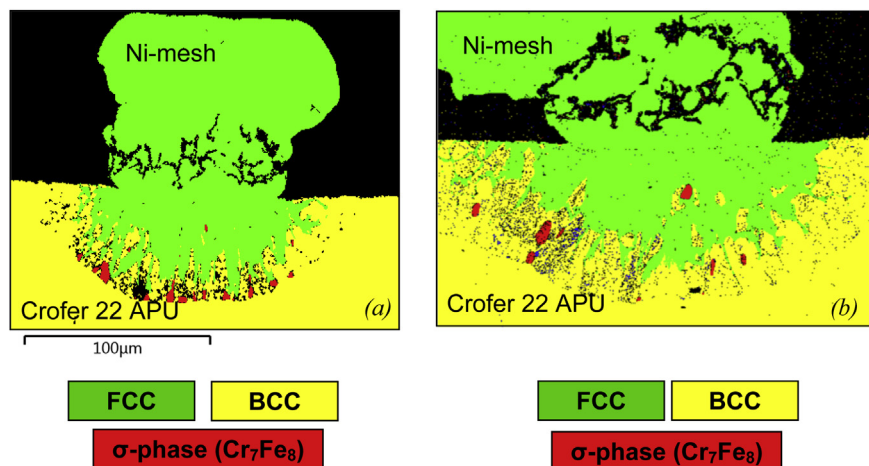 Ni-mesh
Crofer 22 APU
(a)
100µm
FCC
BCC
σ-phase (Cr₇Fe₈)
Ni-mesh
Crofer 22 APU
(b)
FCC
BCC
σ-phase (Cr₇Fe₈)